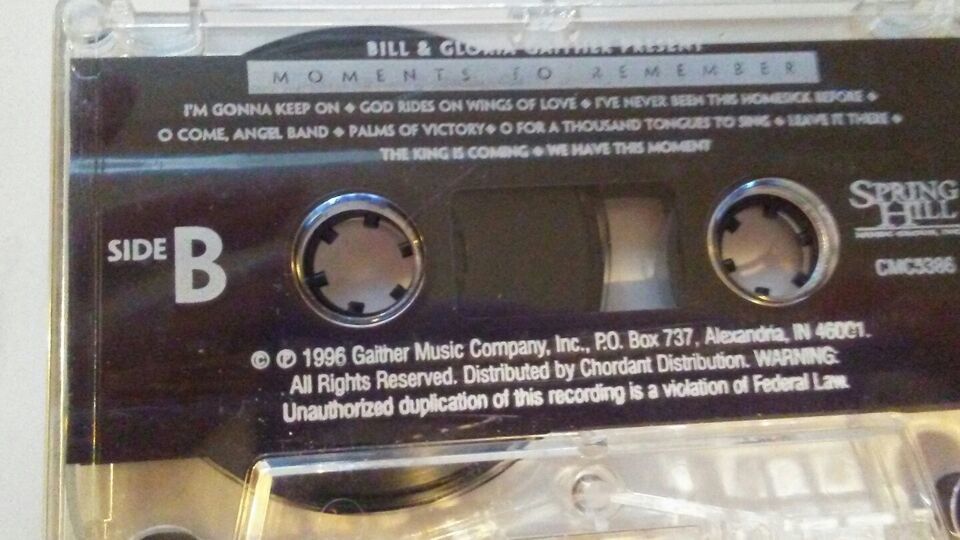 BILL & GLORIA GAITHER PRESENT
MOMENTS TO REMEMBER
I'M GONNA KEEP ON ◆ GOD RIDES ON WINGS OF LOVE ◆ I'VE NEVER BEEN THIS HOMESICK BEFORE ◆
O COME, ANGEL BAND ◆ PALMS OF VICTORY ◆ O FOR A THOUSAND TONGUES TO SING ◆ LEAVE IT THERE ◆
THE KING IS COMING ◆ WE HAVE THIS MOMENT
SPRING
HILL
SIDE B
CMC5386
© ℗ 1996 Gaither Music Company, Inc., P.O. Box 737, Alexandria, IN 46001.
All Rights Reserved. Distributed by Chordant Distribution. WARNING:
Unauthorized duplication of this recording is a violation of Federal Law.